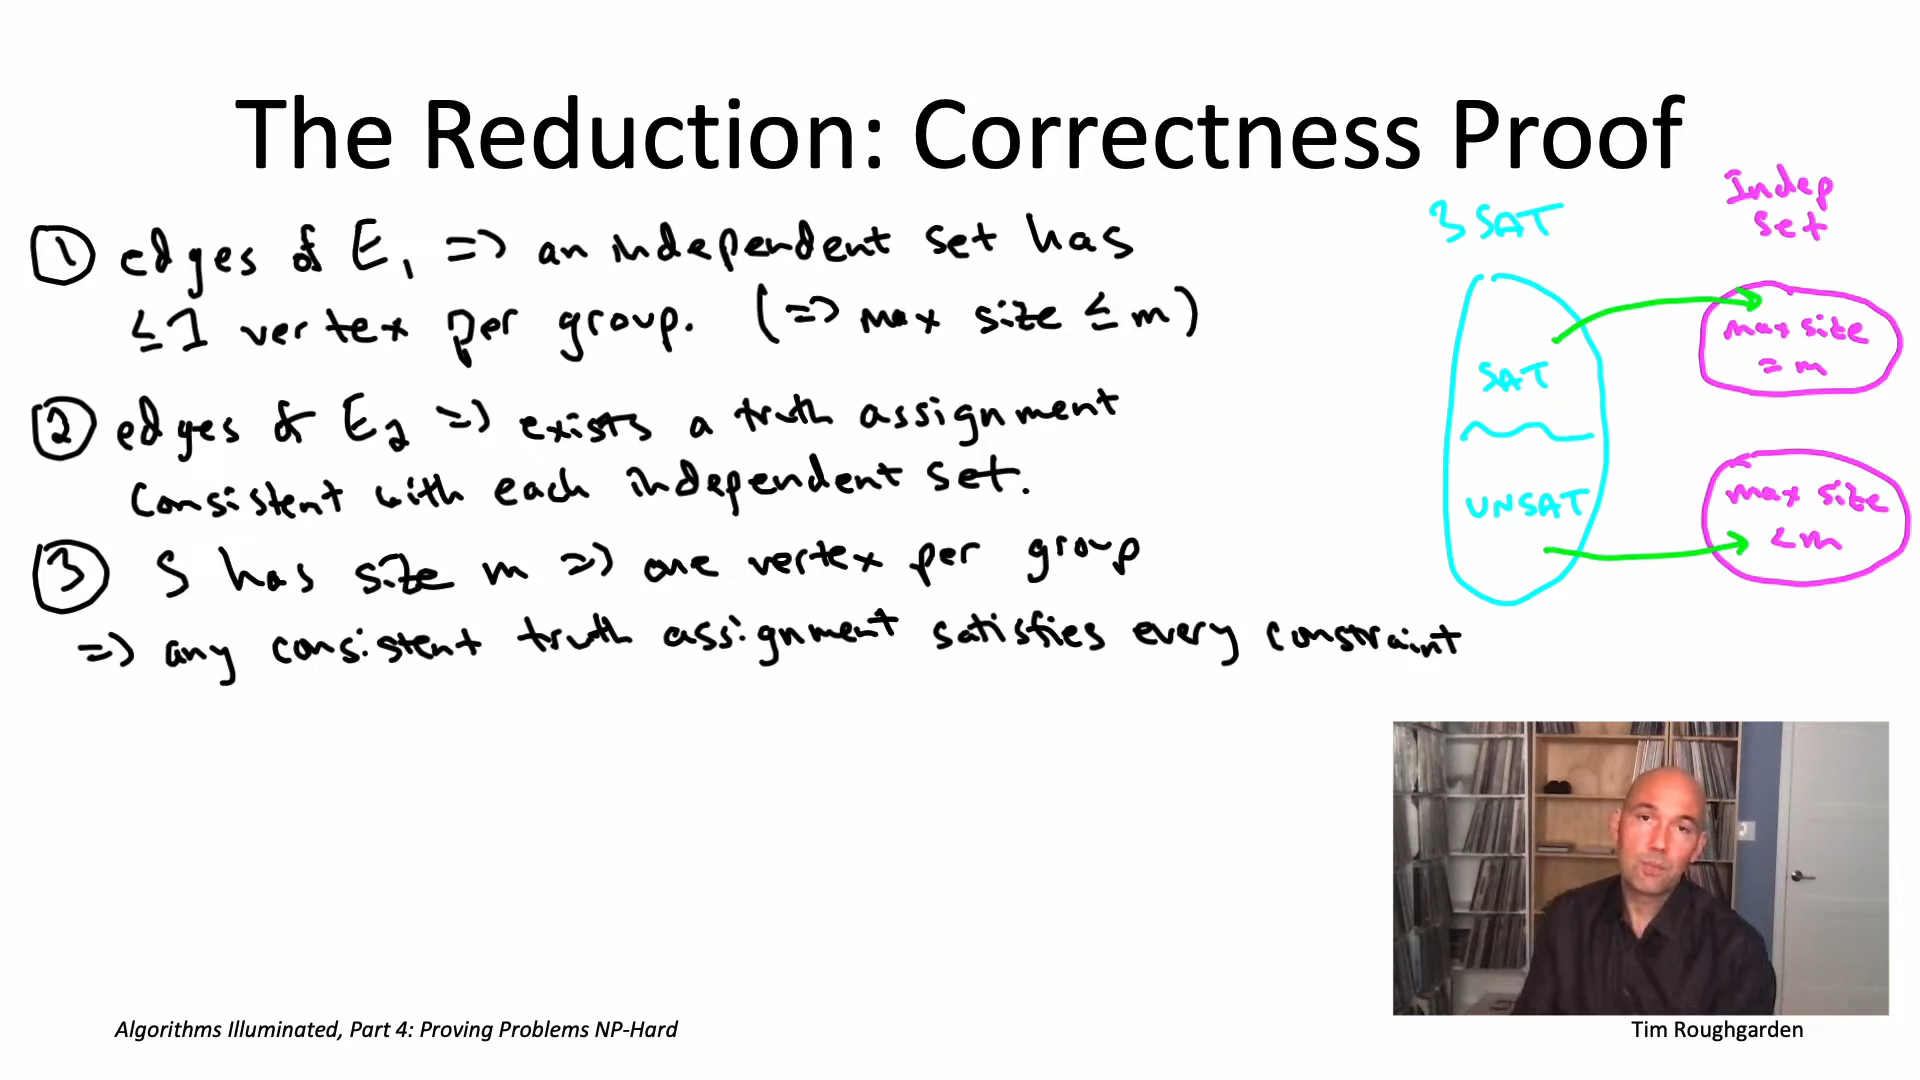 The Reduction: Correctness Proof
① edges of E₁ => an independent set has
≤ 1 vertex per group. (=> max size ≤ m)
② edges of E₂ => exists a truth assignment
consistent with each independent set.
③ S has size m => one vertex per group
=> any consistent truth assignment satisfies every constraint
3SAT
SAT
UNSAT
Indep
Set
max size
= m
max size
< m
Algorithms Illuminated, Part 4: Proving Problems NP-Hard
Tim Roughgarden